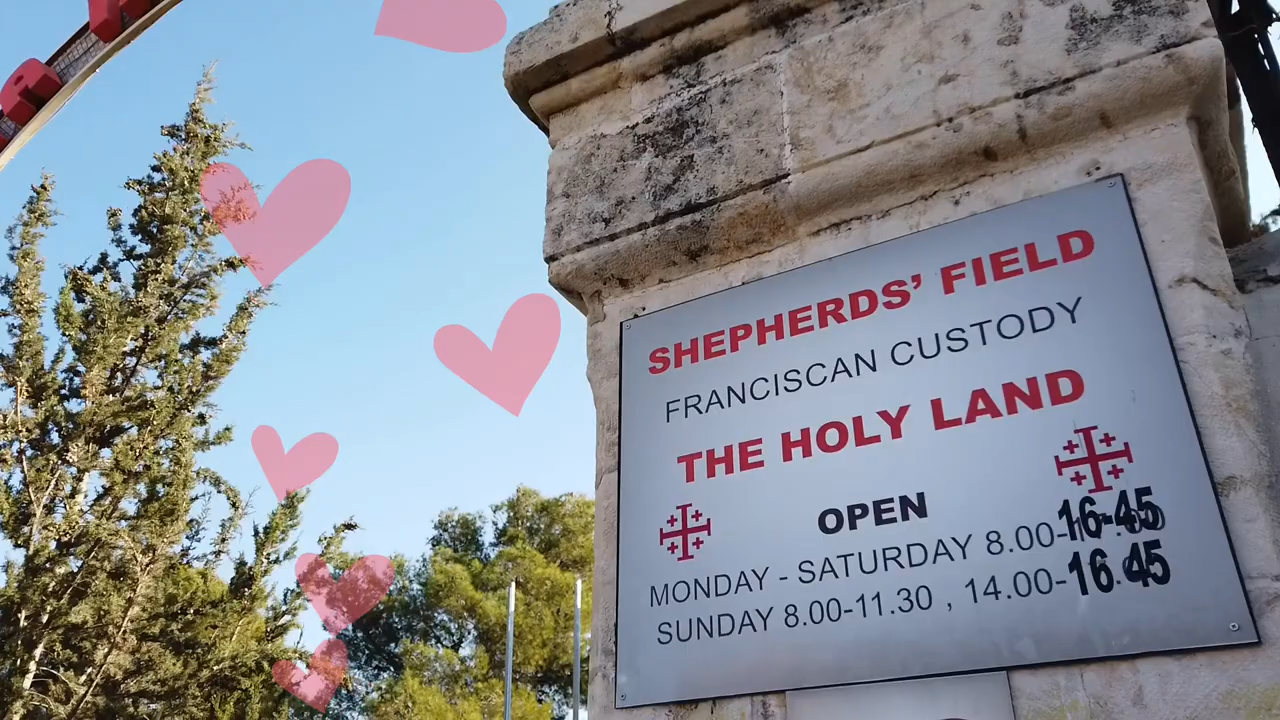 SHEPHERDS' FIELD
FRANCISCAN CUSTODY
THE HOLY LAND
OPEN
MONDAY - SATURDAY 8.00-16-45
SUNDAY 8.00-11.30 , 14.00-16.45